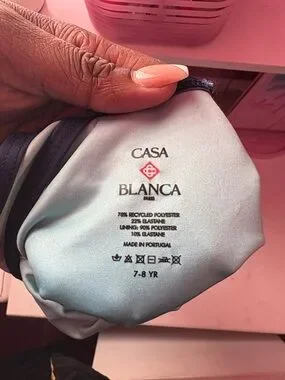 CASA
BLANCA
PARIS
78% RECYCLED POLYESTER
22% ELASTANE
LINING: 90% POLYESTER
10% ELASTANE
MADE IN PORTUGAL
7-8 YR